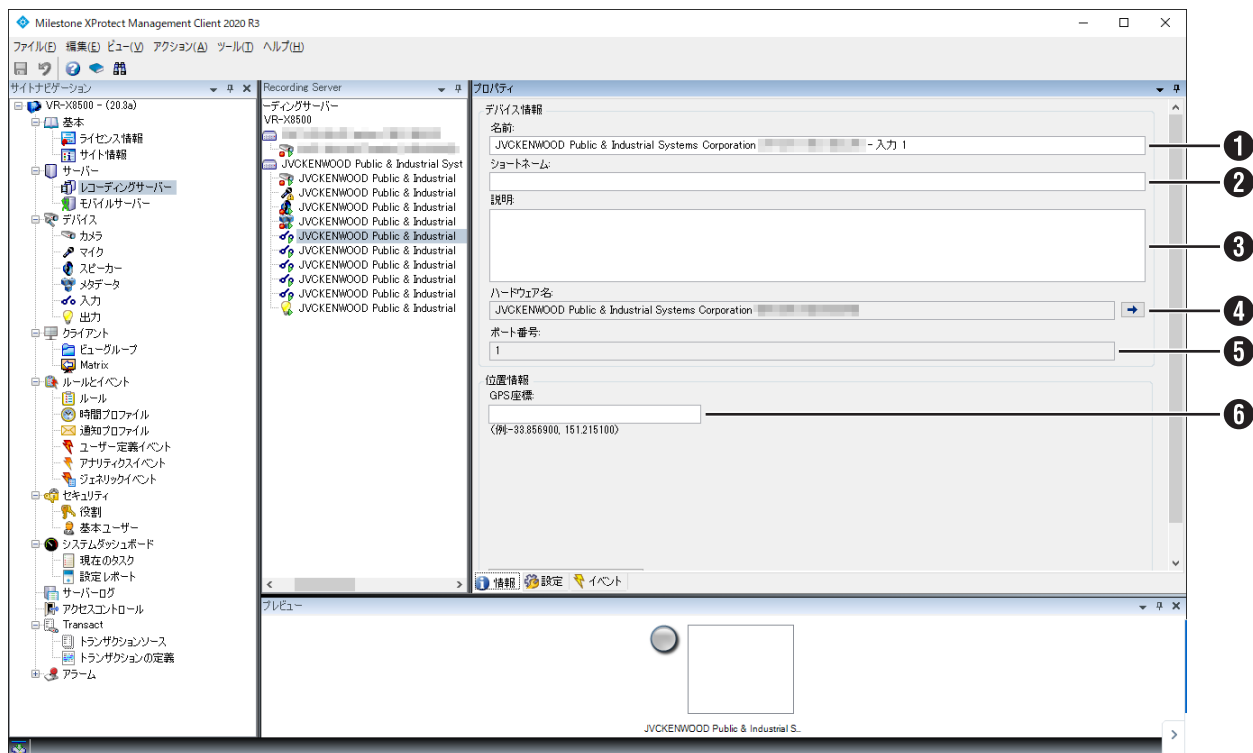 Milestone XProtect Management Client 2020 R3
ファイル(F) 編集(E) ビュー(V) アクション(A) ツール(T) ヘルプ(H)
サイトナビゲーション
VR-X8500 - (20.3a)
基本
ライセンス情報
サイト情報
サーバー
レコーディングサーバー
モバイルサーバー
デバイス
カメラ
マイク
スピーカー
メタデータ
入力
出力
クライアント
ビューグループ
Matrix
ルールとイベント
ルール
時間プロファイル
通知プロファイル
ユーザー定義イベント
アナリティクスイベント
ジェネリックイベント
セキュリティ
役割
基本ユーザー
システムダッシュボード
現在のタスク
設定レポート
サーバーログ
アクセスコントロール
Transact
トランザクションソース
トランザクションの定義
アラーム
Recording Server
ーディングサーバー
VR-X8500
JVCKENWOOD Public & Industrial Syst
JVCKENWOOD Public & Industrial
JVCKENWOOD Public & Industrial
JVCKENWOOD Public & Industrial
JVCKENWOOD Public & Industrial
JVCKENWOOD Public & Industrial
JVCKENWOOD Public & Industrial
JVCKENWOOD Public & Industrial
JVCKENWOOD Public & Industrial
JVCKENWOOD Public & Industrial
JVCKENWOOD Public & Industrial
プロパティ
デバイス情報
名前:
JVCKENWOOD Public & Industrial Systems Corporation - 入力 1
1
ショートネーム:
2
説明:
3
ハードウェア名:
JVCKENWOOD Public & Industrial Systems Corporation
4
ポート番号:
1
5
位置情報
GPS座標:
6
(例:-33.856900, 151.215100)
情報 設定 イベント
プレビュー
JVCKENWOOD Public & Industrial S...